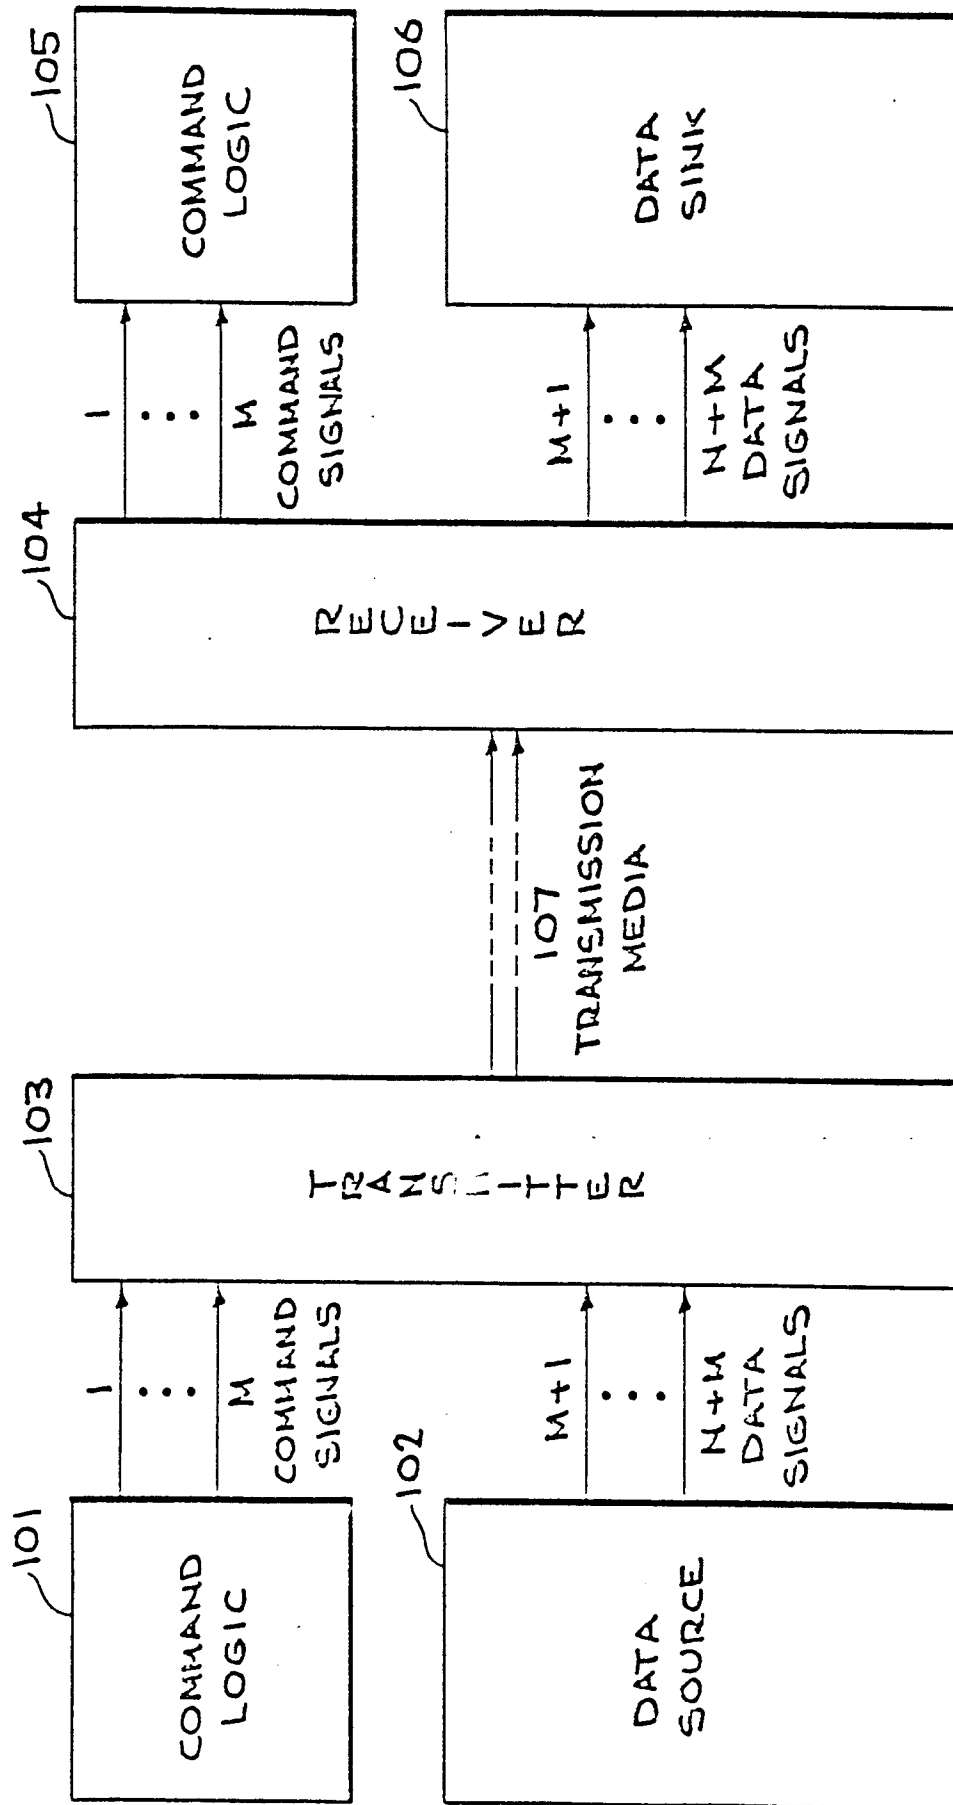 101
COMMAND
LOGIC
1
M
COMMAND
SIGNALS
102
DATA
SOURCE
M+1
N+M
DATA
SIGNALS
103
TRANSMITTER
107
TRANSMISSION
MEDIA
104
RECEIVER
1
M
COMMAND
SIGNALS
M+1
N+M
DATA
SIGNALS
105
COMMAND
LOGIC
106
DATA
SINK